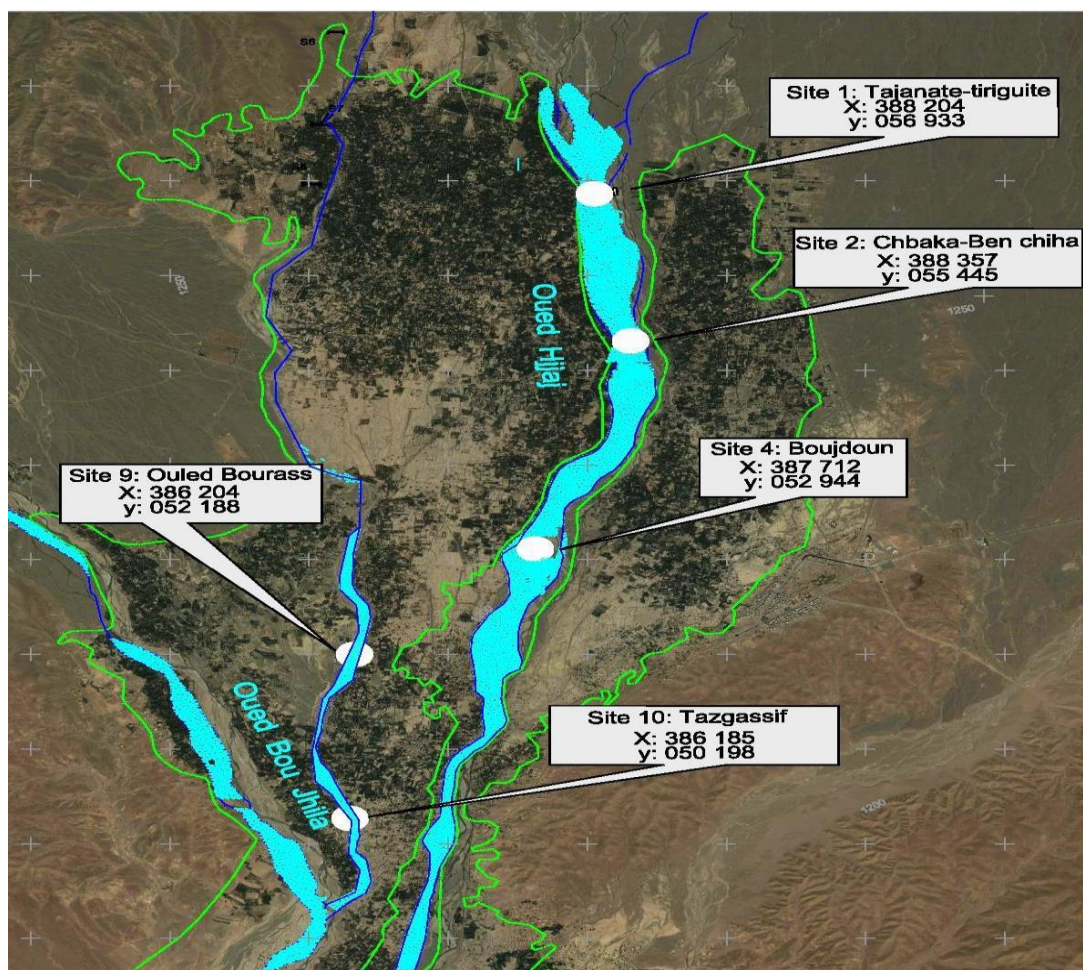 Site 1: Tajanate-tiriguite
X: 388 204
y: 056 933
Site 2: Chbaka-Ben chiha
X: 388 357
y: 055 445
1250
1250
Oued Hijaj
Site 4: Boujdoun
X: 387 712
y: 052 944
Site 9: Ouled Bourass
X: 386 204
y: 052 188
Oued Bou Jhila
Site 10: Tazgassif
X: 386 185
y: 050 198
1200